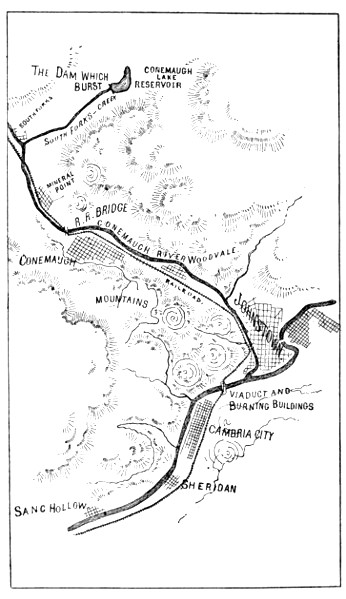 THE DAM WHICH
BURST
CONEMAUGH
LAKE
RESERVOIR
SOUTH FORKS
SOUTH FORKS-CREEK
MINERAL
POINT
R.R. BRIDGE
CONEMAUGH RIVER
WOODVALE
CONEMAUGH
RAILROAD
MOUNTAINS
JOHNSTOWN
VIADUCT AND
BURNTNG BUILDINGS
CAMBRIA CITY
SHERIDAN
SANG HOLLOW